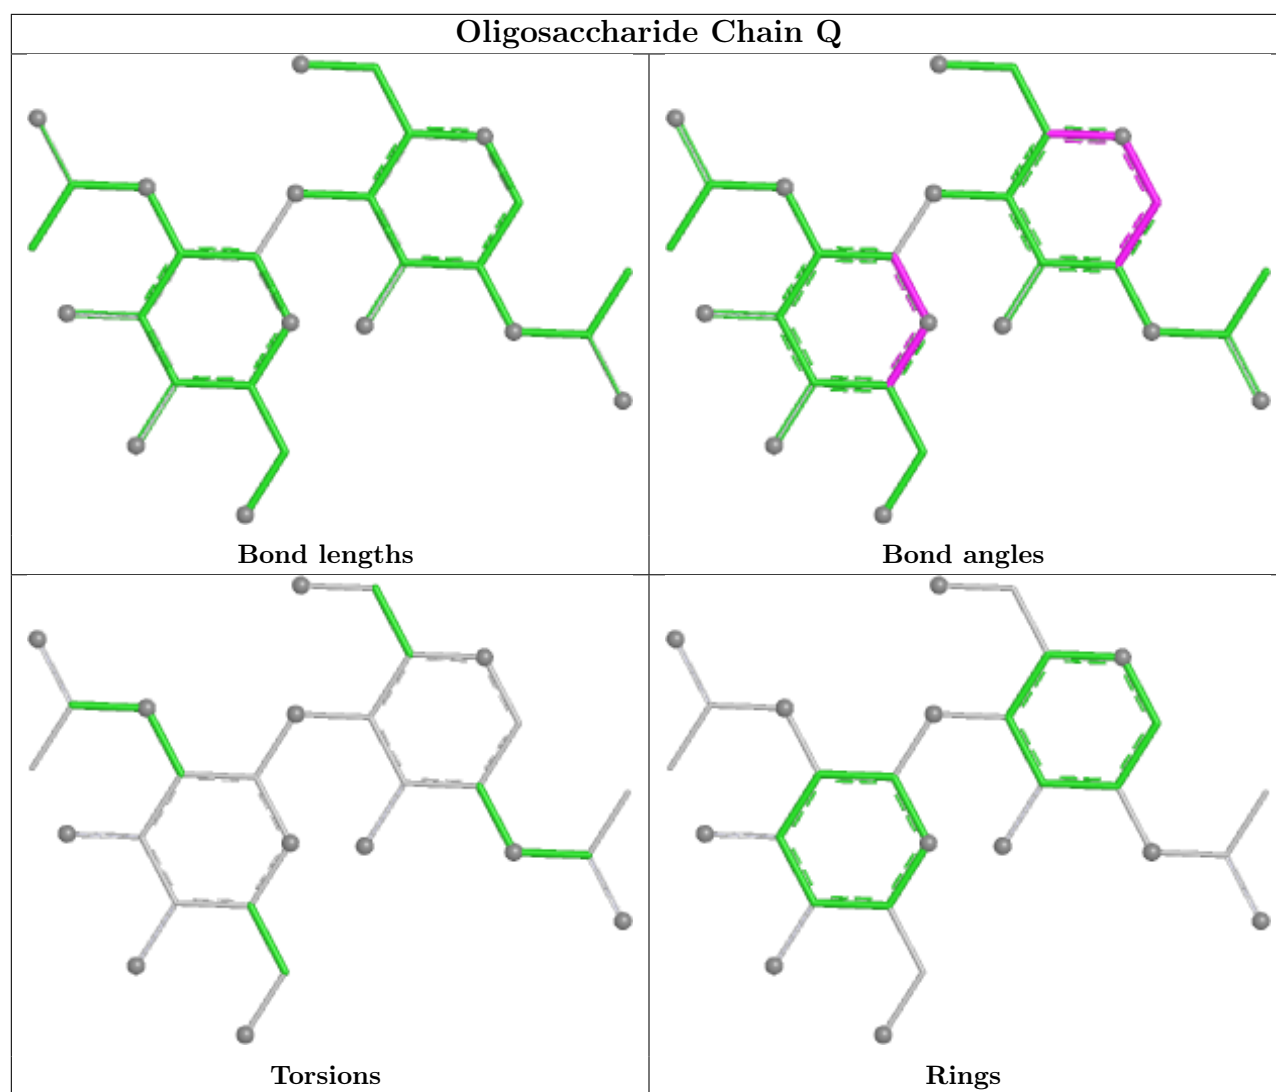 Oligosaccharide Chain Q
Bond lengths
Bond angles
Torsions
Rings